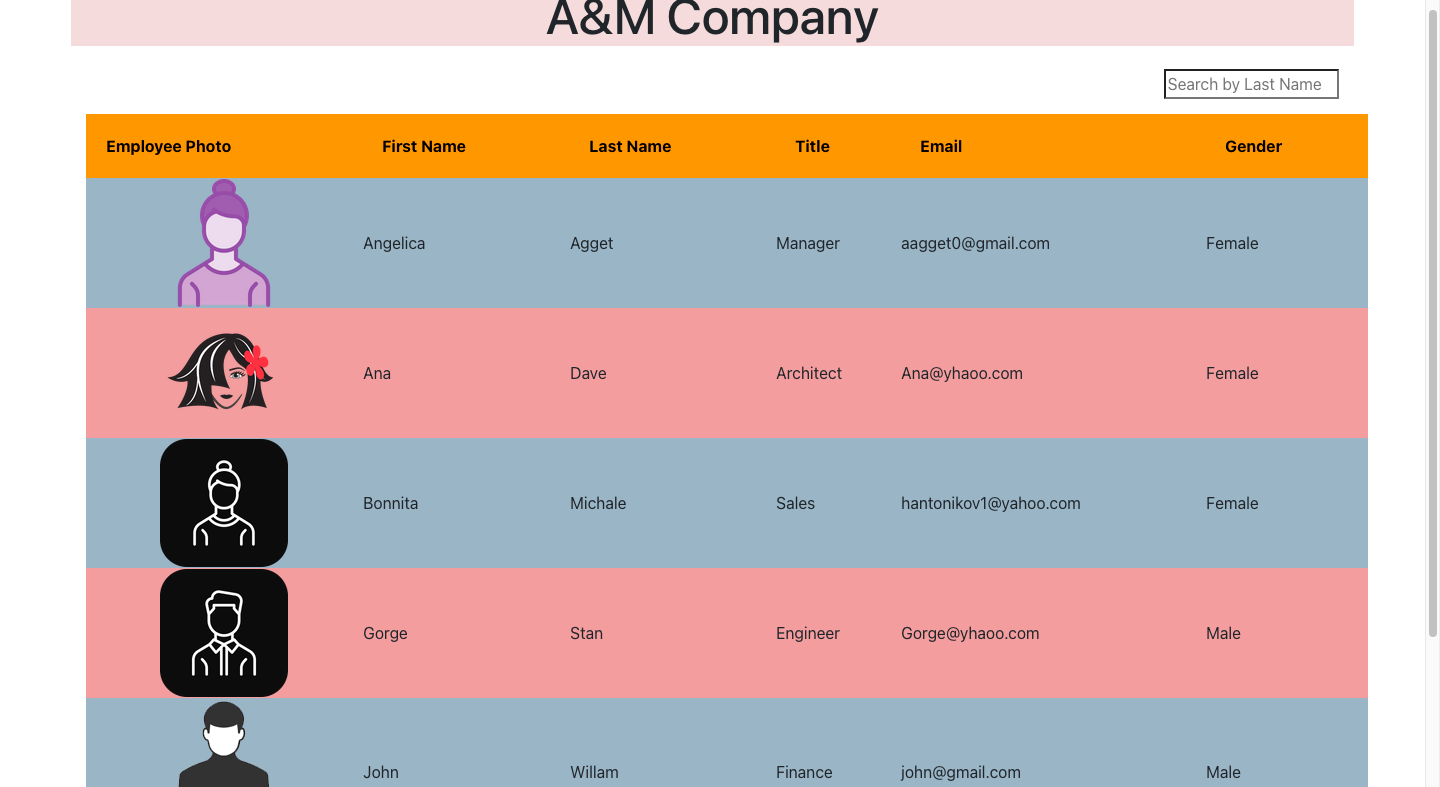 A&M Company
Search by Last Name
Employee Photo First Name Last Name Title Email Gender
Angelica Agget Manager aagget0@gmail.com Female
Ana Dave Architect Ana@yhaoo.com Female
Bonnita Michale Sales hantonikov1@yahoo.com Female
Gorge Stan Engineer Gorge@yhaoo.com Male
John Willam Finance john@gmail.com Male